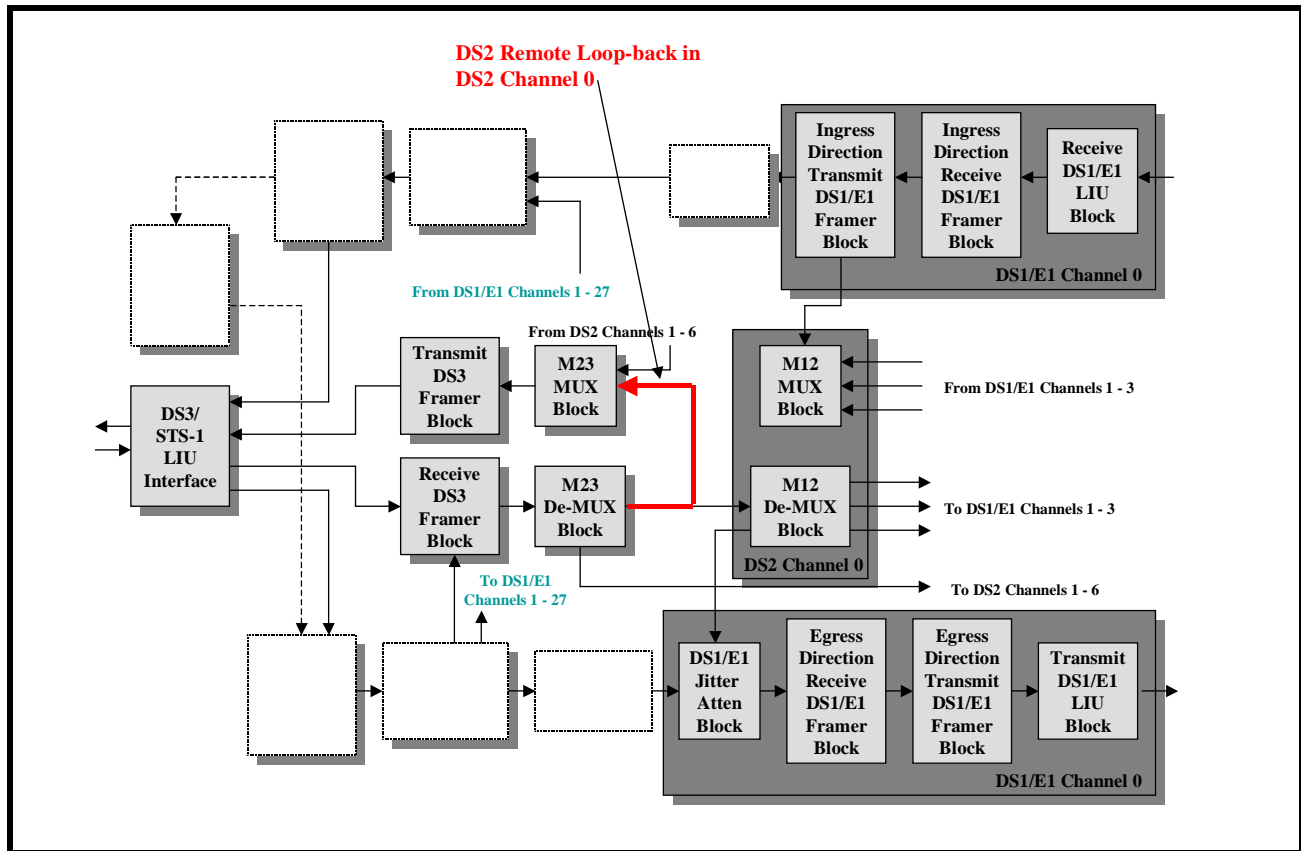 DS2 Remote Loop-back in
DS2 Channel 0
Ingress
Direction
Transmit
DS1/E1
Framer
Block
Ingress
Direction
Receive
DS1/E1
Framer
Block
Receive
DS1/E1
LIU
Block
DS1/E1 Channel 0
From DS1/E1 Channels 1 - 27
From DS2 Channels 1 - 6
Transmit
DS3
Framer
Block
M23
MUX
Block
M12
MUX
Block
From DS1/E1 Channels 1 - 3
DS3/
STS-1
LIU
Interface
Receive
DS3
Framer
Block
M23
De-MUX
Block
M12
De-MUX
Block
To DS1/E1 Channels 1 - 3
DS2 Channel 0
To DS1/E1
Channels 1 - 27
To DS2 Channels 1 - 6
DS1/E1
Jitter
Atten
Block
Egress
Direction
Receive
DS1/E1
Framer
Block
Egress
Direction
Transmit
DS1/E1
Framer
Block
Transmit
DS1/E1
LIU
Block
DS1/E1 Channel 0